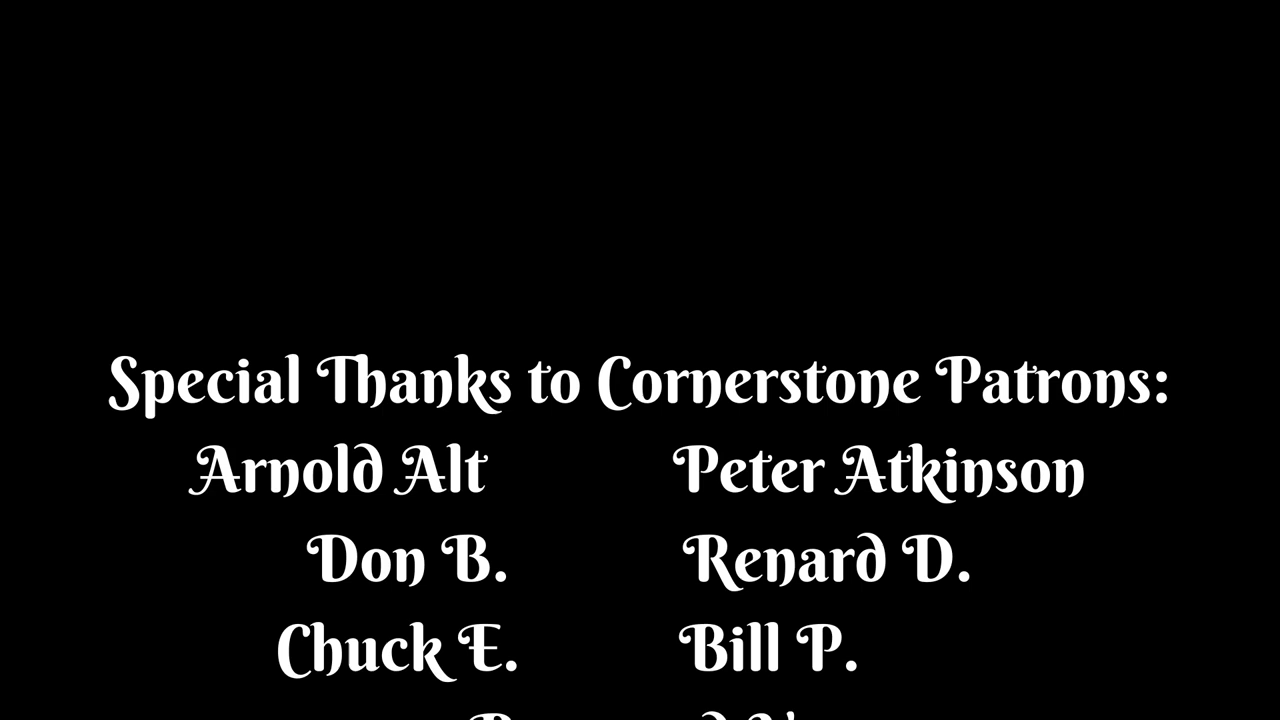 Special Thanks to Cornerstone Patrons:
Arnold Alt Peter Atkinson
Don B. Renard D.
Chuck E. Bill P.